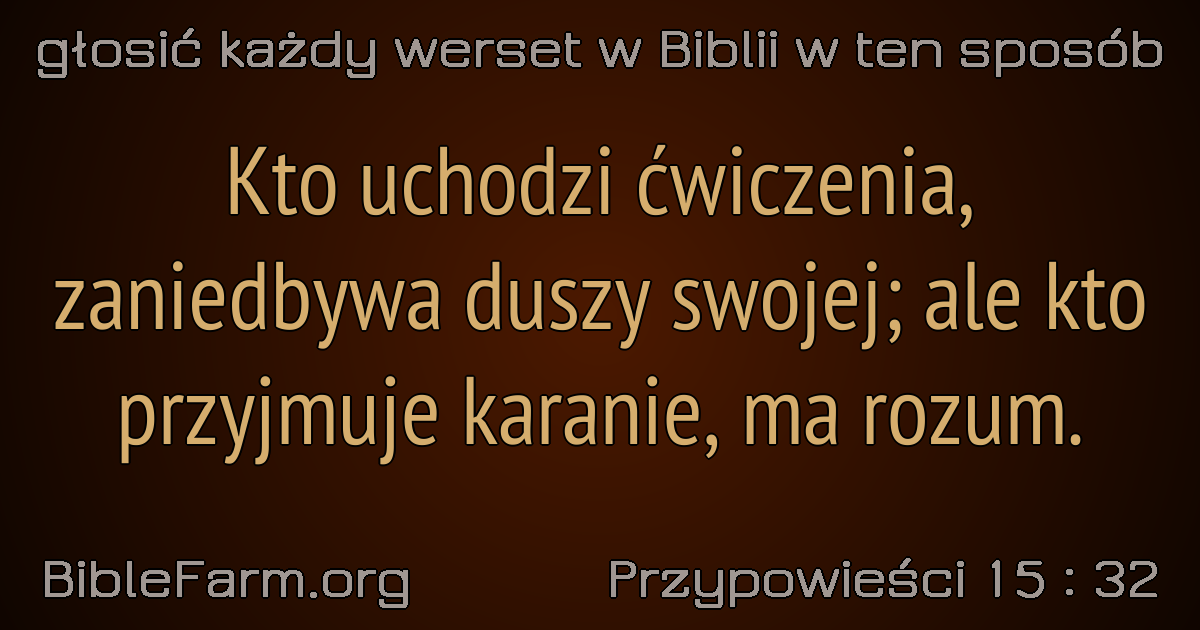 głosić każdy werset w Biblii w ten sposób
Kto uchodzi ćwiczenia,
zaniedbywa duszy swojej; ale kto
przyjmuje karanie, ma rozum.
BibleFarm.org
Przypowieści 15 : 32